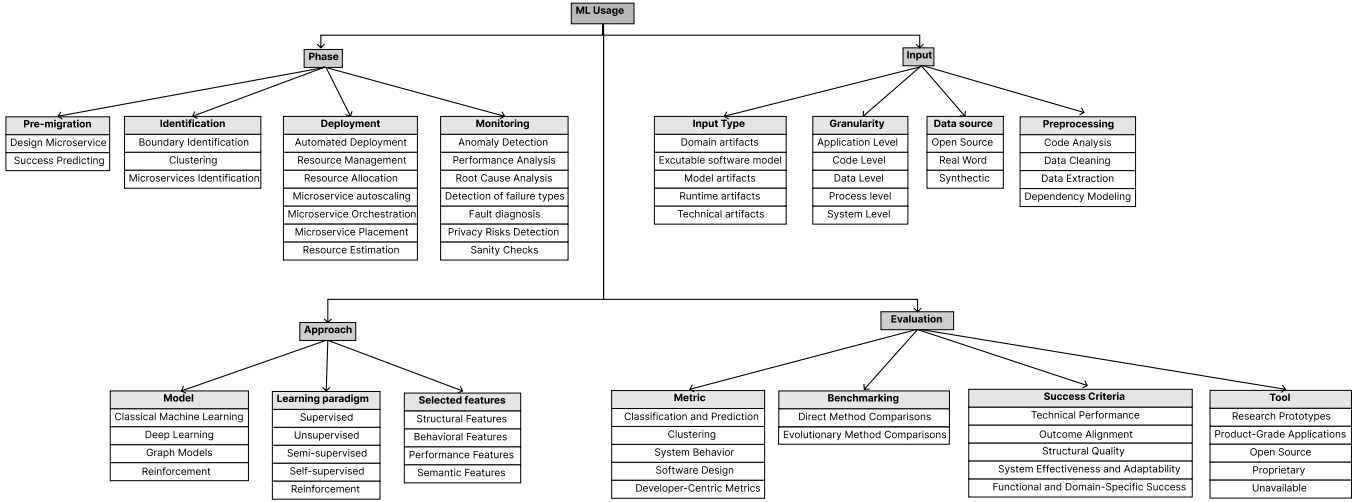 ML Usage
Phase
Input
Pre-migration
Design Microservice
Success Predicting
Identification
Boundary Identification
Clustering
Microservices Identification
Deployment
Automated Deployment
Resource Management
Resource Allocation
Microservice autoscaling
Microservice Orchestration
Microservice Placement
Resource Estimation
Monitoring
Anomaly Detection
Performance Analysis
Root Cause Analysis
Detection of failure types
Fault diagnosis
Privacy Risks Detection
Sanity Checks
Input Type
Domain artifacts
Excutable software model
Model artifacts
Runtime artifacts
Technical artifacts
Granularity
Application Level
Code Level
Data Level
Process level
System Level
Data source
Open Source
Real Word
Synthectic
Preprocessing
Code Analysis
Data Cleaning
Data Extraction
Dependency Modeling
Approach
Evaluation
Model
Classical Machine Learning
Deep Learning
Graph Models
Reinforcement
Learning paradigm
Supervised
Unsupervised
Semi-supervised
Self-supervised
Reinforcement
Selected features
Structural Features
Behavioral Features
Performance Features
Semantic Features
Metric
Classification and Prediction
Clustering
System Behavior
Software Design
Developer-Centric Metrics
Benchmarking
Direct Method Comparisons
Evolutionary Method Comparisons
Success Criteria
Technical Performance
Outcome Alignment
Structural Quality
System Effectiveness and Adaptability
Functional and Domain-Specific Success
Tool
Research Prototypes
Product-Grade Applications
Open Source
Proprietary
Unavailable